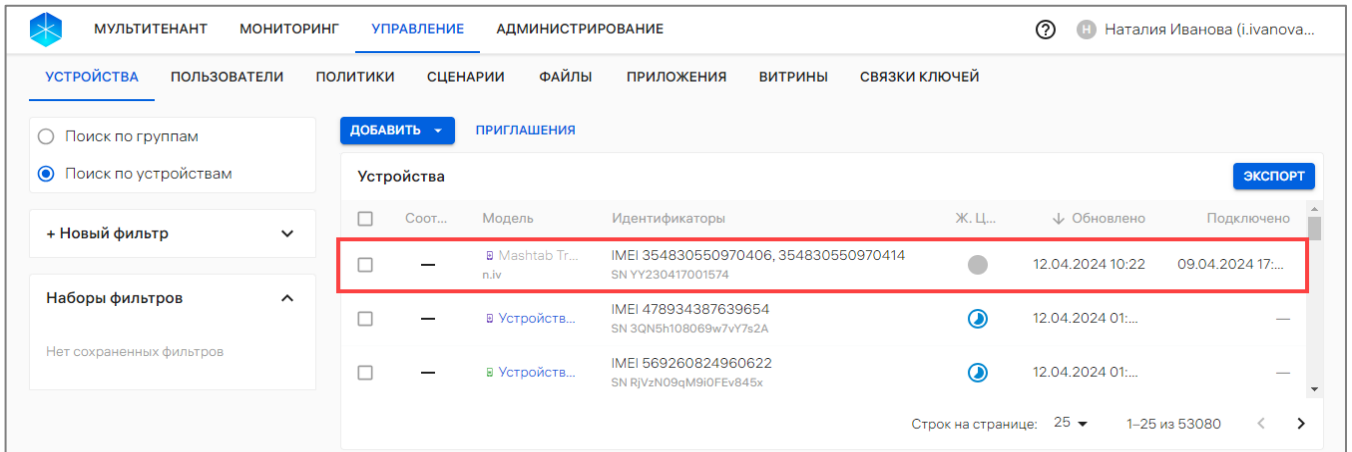 МУЛЬТИТЕНАНТ МОНИТОРИНГ УПРАВЛЕНИЕ АДМИНИСТРИРОВАНИЕ ? Н Наталия Иванова (i.ivanova...
УСТРОЙСТВА ПОЛЬЗОВАТЕЛИ ПОЛИТИКИ СЦЕНАРИИ ФАЙЛЫ ПРИЛОЖЕНИЯ ВИТРИНЫ СВЯЗКИ КЛЮЧЕЙ
Поиск по группам
Поиск по устройствам
+ Новый фильтр
Наборы фильтров
Нет сохраненных фильтров
ДОБАВИТЬ ПРИГЛАШЕНИЯ
Устройства ЭКСПОРТ
Соот... Модель Идентификаторы Ж. Ц... ↓ Обновлено Подключено
— Mashtab Tr... IMEI 354830550970406, 354830550970414 12.04.2024 10:22 09.04.2024 17:...
n.iv SN YY230417001574
— Устройств... IMEI 478934387639654 12.04.2024 01:... —
SN 3QN5h108069w7vY7s2A
— Устройств... IMEI 569260824960622 12.04.2024 01:... —
SN RjVzN09qM9i0FEv845x
Строк на странице: 25 1–25 из 53080